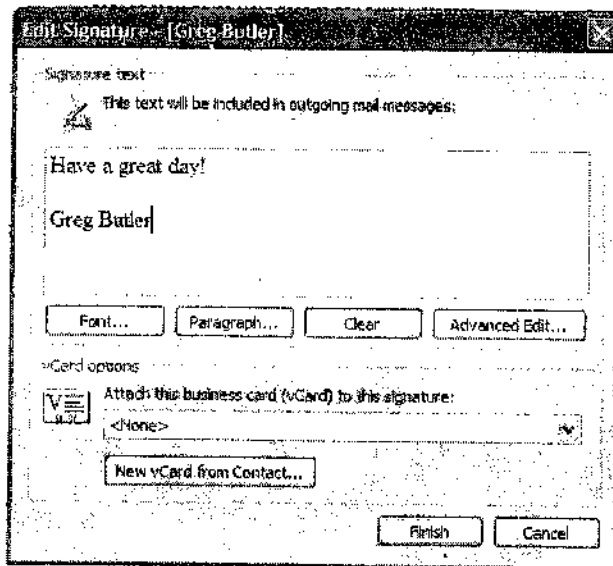 Edit Signature - [Greg Butler]
Signature text
This text will be included in outgoing mail messages:
Have a great day!
Greg Butler
Font...
Paragraph...
Clear
Advanced Edit...
vCard options
Attach this business card (vCard) to this signature:
<None>
New vCard from Contact...
Finish
Cancel